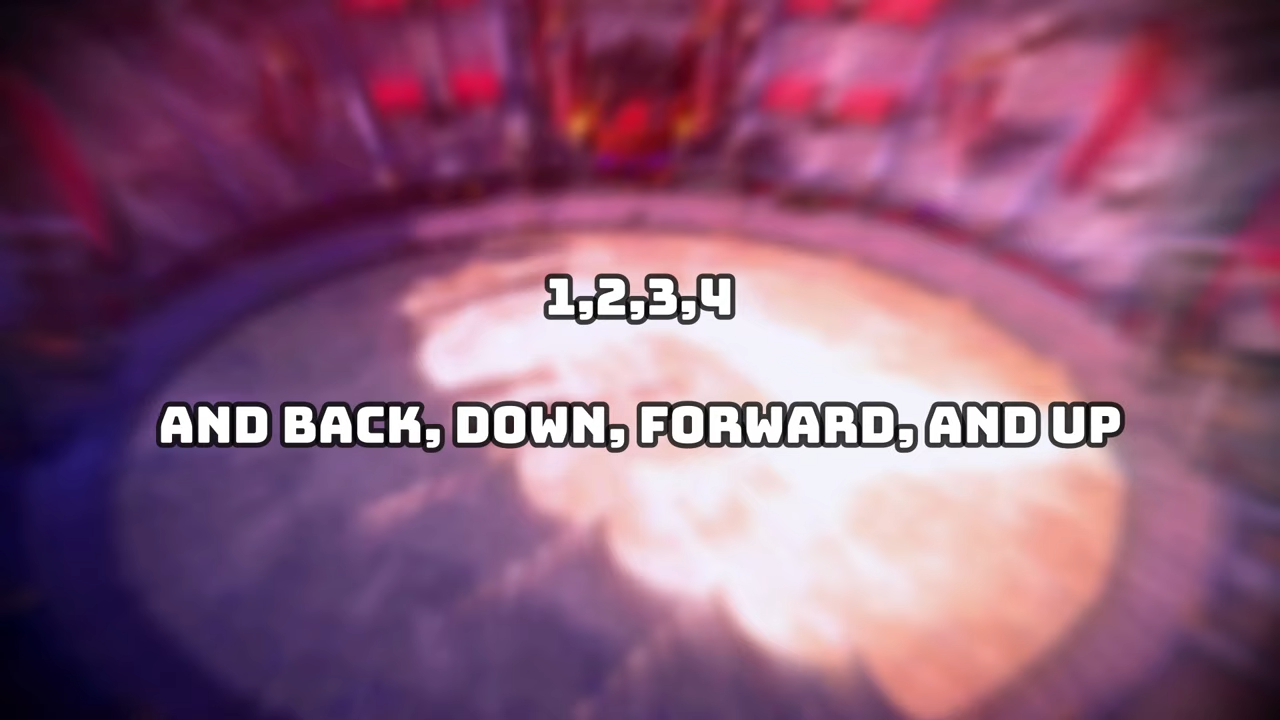 1,2,3,4
AND BACK, DOWN, FORWARD, AND UP